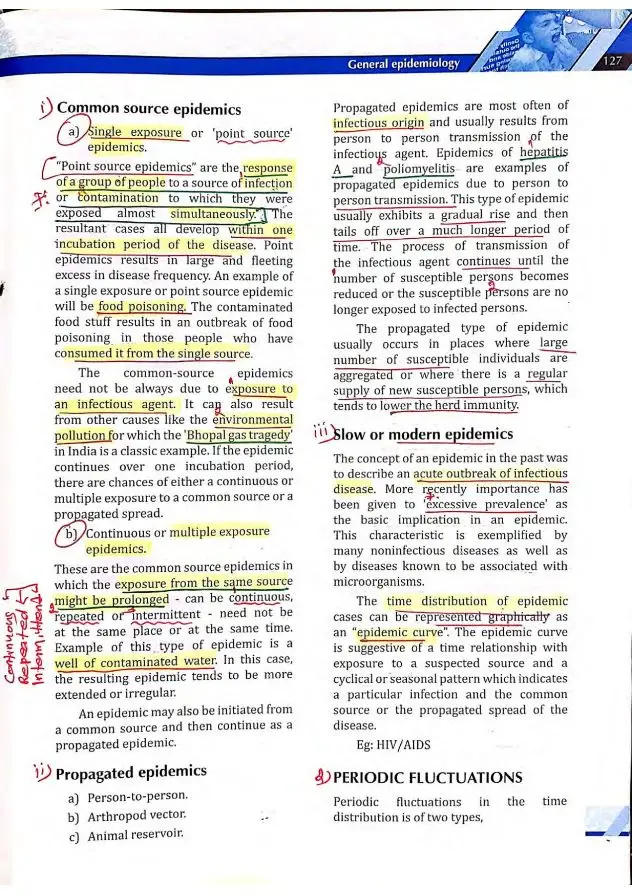 General epidemiology
127
i) Common source epidemics
a) Single exposure or 'point source'
epidemics.
"Point source epidemics" are the response
of a group of people to a source of infection
or contamination to which they were
exposed almost simultaneously. The
resultant cases all develop within one
incubation period of the disease. Point
epidemics results in large and fleeting
excess in disease frequency. An example of
a single exposure or point source epidemic
will be food poisoning. The contaminated
food stuff results in an outbreak of food
poisoning in those people who have
consumed it from the single source.
The common-source epidemics
need not be always due to exposure to
an infectious agent. It can also result
from other causes like the environmental
pollution for which the 'Bhopal gas tragedy'
in India is a classic example. If the epidemic
continues over one incubation period,
there are chances of either a continuous or
multiple exposure to a common source or a
propagated spread.
b) Continuous or multiple exposure
epidemics.
These are the common source epidemics in
which the exposure from the same source
might be prolonged - can be continuous,
repeated or intermittent - need not be
at the same place or at the same time.
Example of this type of epidemic is a
well of contaminated water. In this case,
the resulting epidemic tends to be more
extended or irregular.
Continuous
Repeated
Intermittent
An epidemic may also be initiated from
a common source and then continue as a
propagated epidemic.
ii) Propagated epidemics
a) Person-to-person.
b) Arthropod vector.
c) Animal reservoir.
Propagated epidemics are most often of
infectious origin and usually results from
person to person transmission of the
infectious agent. Epidemics of hepatitis
A and poliomyelitis are examples of
propagated epidemics due to person to
person transmission. This type of epidemic
usually exhibits a gradual rise and then
tails off over a much longer period of
time. The process of transmission of
the infectious agent continues until the
number of susceptible persons becomes
reduced or the susceptible persons are no
longer exposed to infected persons.
The propagated type of epidemic
usually occurs in places where large
number of susceptible individuals are
aggregated or where there is a regular
supply of new susceptible persons, which
tends to lower the herd immunity.
iii) Slow or modern epidemics
The concept of an epidemic in the past was
to describe an acute outbreak of infectious
disease. More recently importance has
been given to 'excessive prevalence' as
the basic implication in an epidemic.
This characteristic is exemplified by
many noninfectious diseases as well as
by diseases known to be associated with
microorganisms.
The time distribution of epidemic
cases can be represented graphically as
an "epidemic curve". The epidemic curve
is suggestive of a time relationship with
exposure to a suspected source and a
cyclical or seasonal pattern which indicates
a particular infection and the common
source or the propagated spread of the
disease.
Eg: HIV/AIDS
2) PERIODIC FLUCTUATIONS
Periodic fluctuations in the time
distribution is of two types,